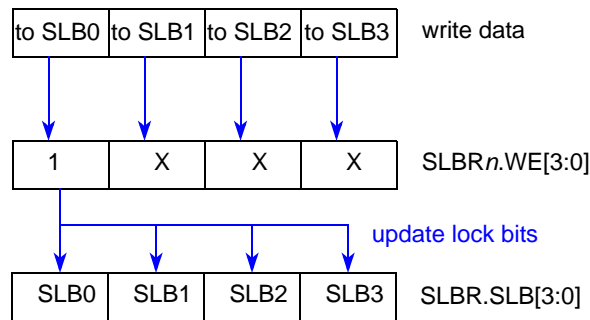 to SLB0 to SLB1 to SLB2 to SLB3 write data
1 X X X SLBRn.WE[3:0]
update lock bits
SLB0 SLB1 SLB2 SLB3 SLBR.SLB[3:0]